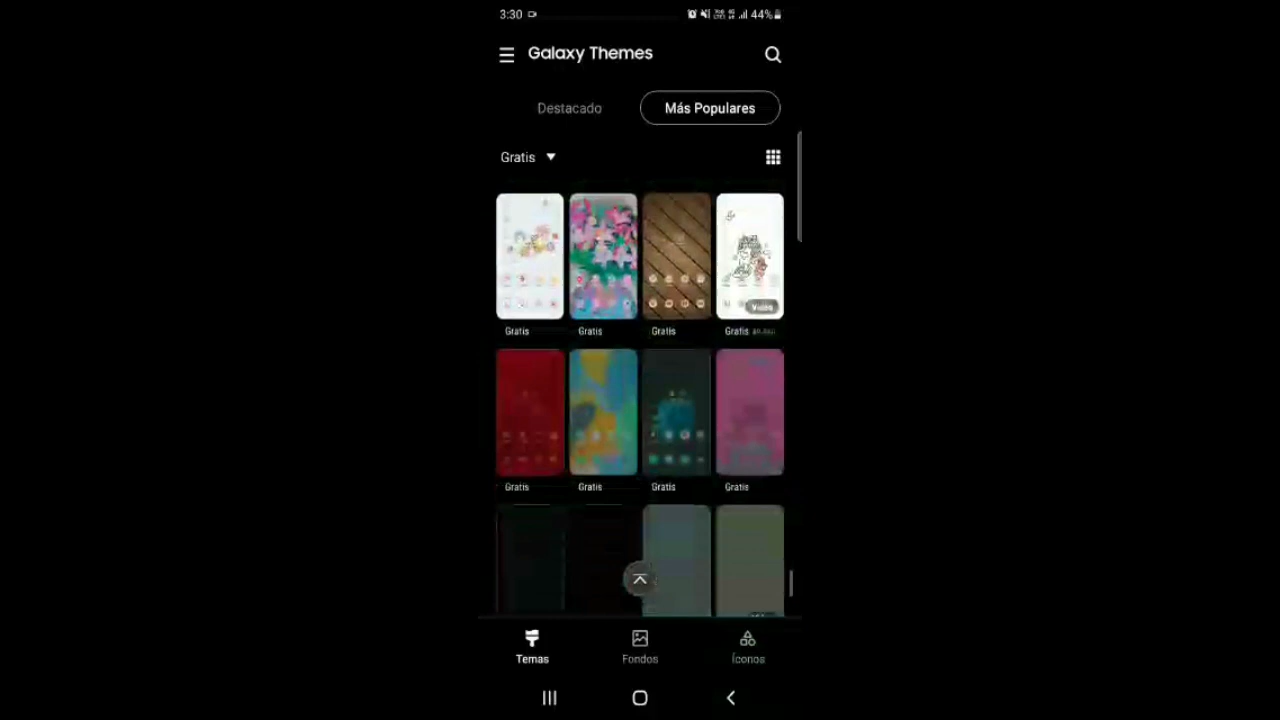 3:30
44%
Galaxy Themes
Destacado
Más Populares
Gratis
Video
Gratis
Gratis
Gratis
Gratis
Gratis
Gratis
Gratis
Gratis
Temas
Fondos
Íconos